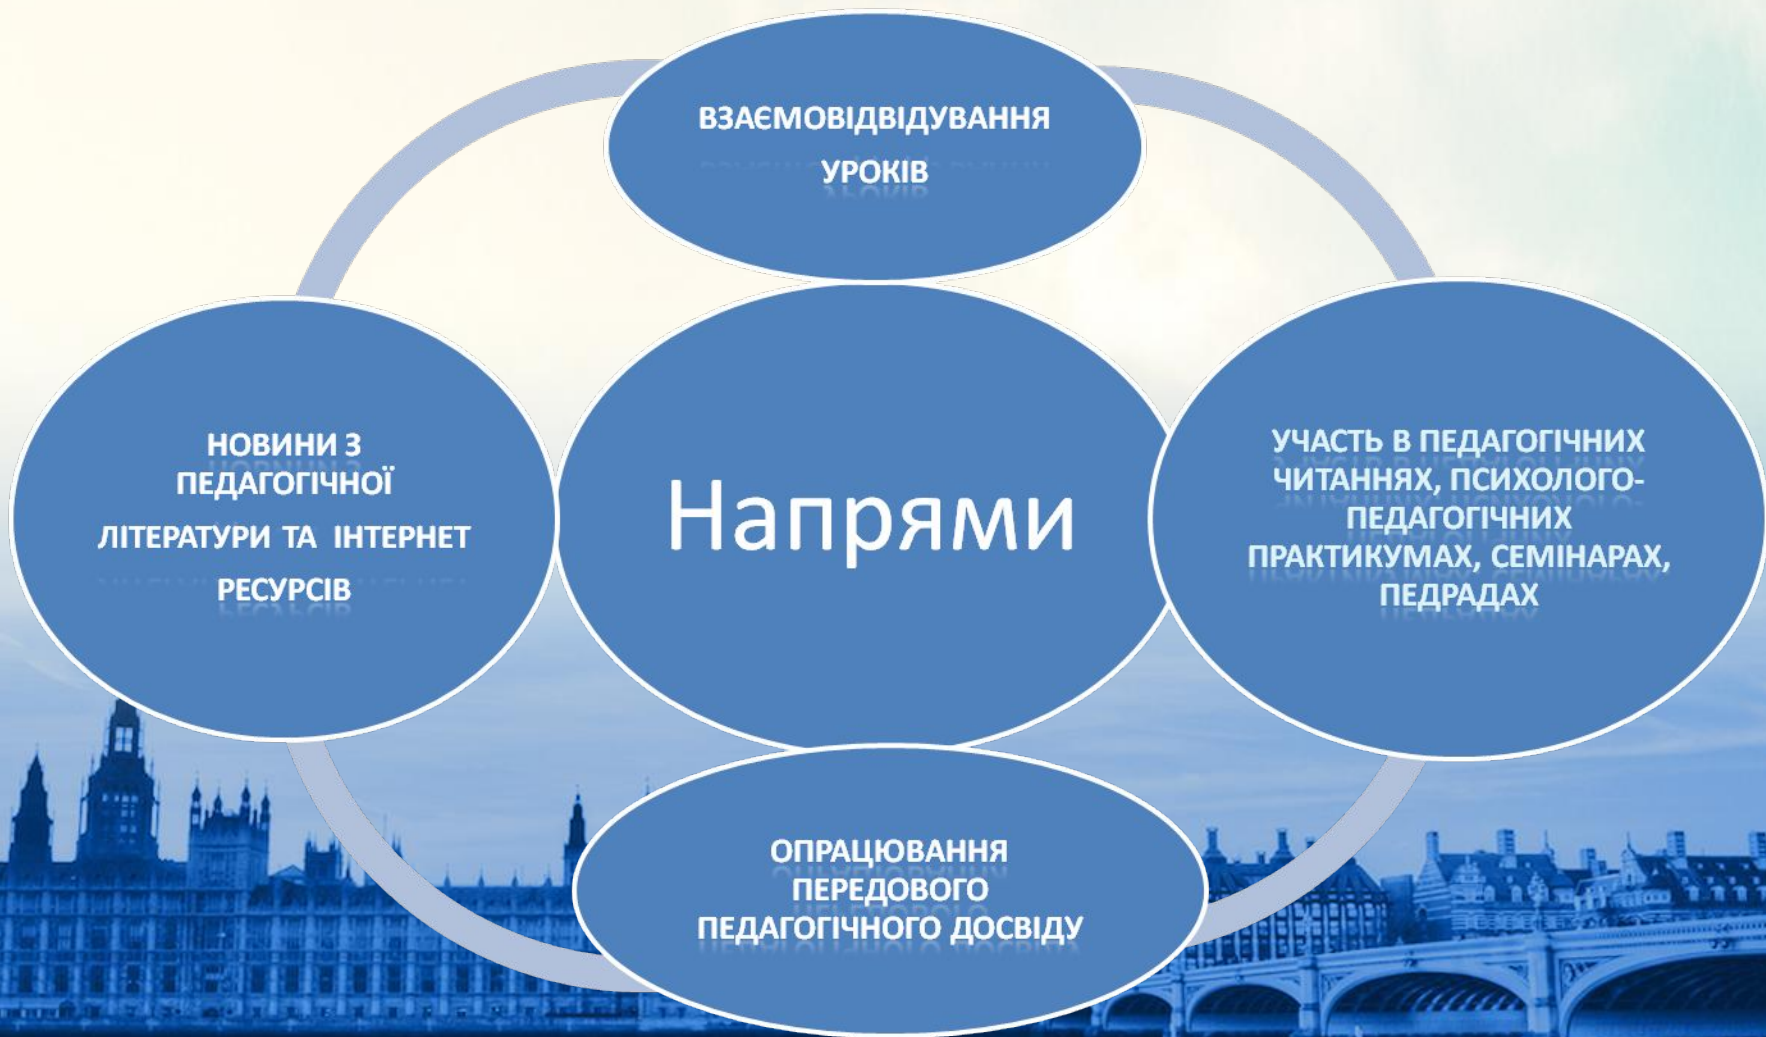 ВЗАЄМОВІДВІДУВАННЯ
УРОКІВ
НОВИНИ З
ПЕДАГОГІЧНОЇ
ЛІТЕРАТУРИ ТА ІНТЕРНЕТ
РЕСУРСІВ
Напрями
УЧАСТЬ В ПЕДАГОГІЧНИХ
ЧИТАННЯХ, ПСИХОЛОГО-
ПЕДАГОГІЧНИХ
ПРАКТИКУМАХ, СЕМІНАРАХ,
ПЕДРАДАХ
ОПРАЦЮВАННЯ
ПЕРЕДОВОГО
ПЕДАГОГІЧНОГО ДОСВІДУ